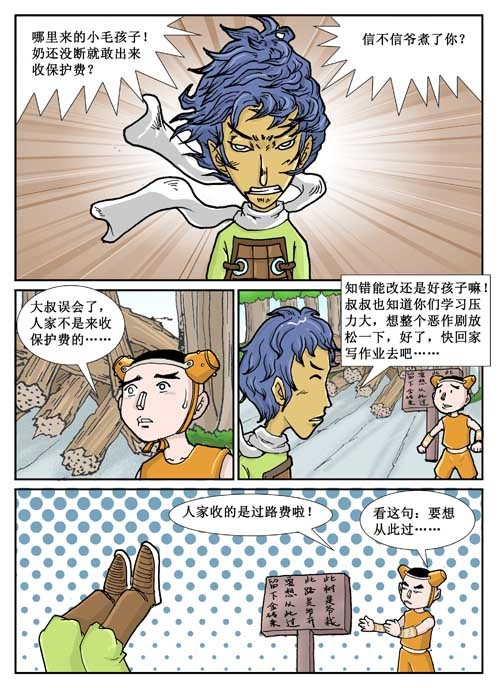 哪里来的小毛孩子！
奶还没断就敢出来
收保护费？
信不信爷煮了你？
大叔误会了，
人家不是来收
保护费的……
知错能改还是好孩子嘛！
叔叔也知道你们学习压
力大，想整个恶作剧放
松一下，好了，快回家
写作业去吧……
人家收的是过路费啦！
看这句：要想
从此过……
此树是爷栽
此路是爷开
要想从此过
留下含砖来